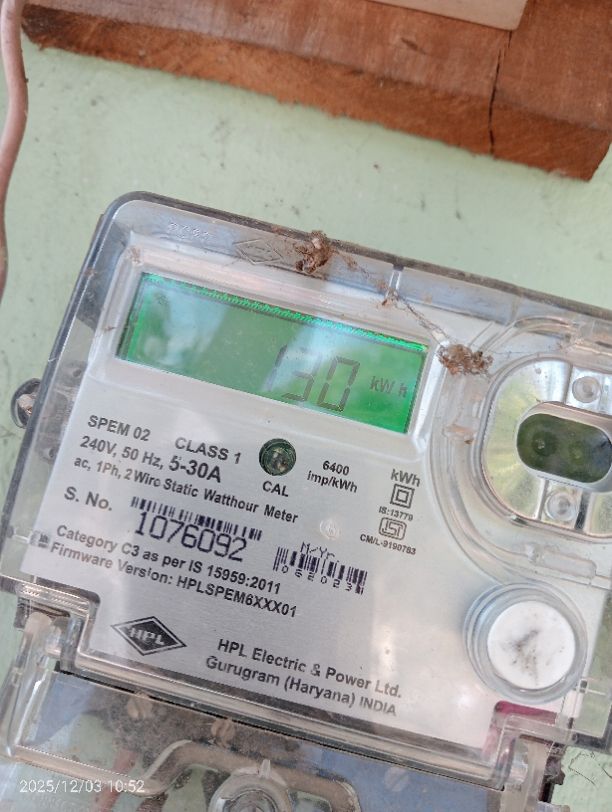 130 kWh
SPEM 02 CLASS 1
240V, 50 Hz, 5-30A
ac, 1Ph, 2 Wire Static Watthour Meter
CAL
6400
imp/kWh
kWh
IS:13779
CM/L-9190783
S. No.
1076092
M/Yr
Category C3 as per IS 15959:2011
Firmware Version: HPLSPEM6XXX01
HPL
HPL Electric & Power Ltd.
Gurugram (Haryana) INDIA
2025/12/03 10:52